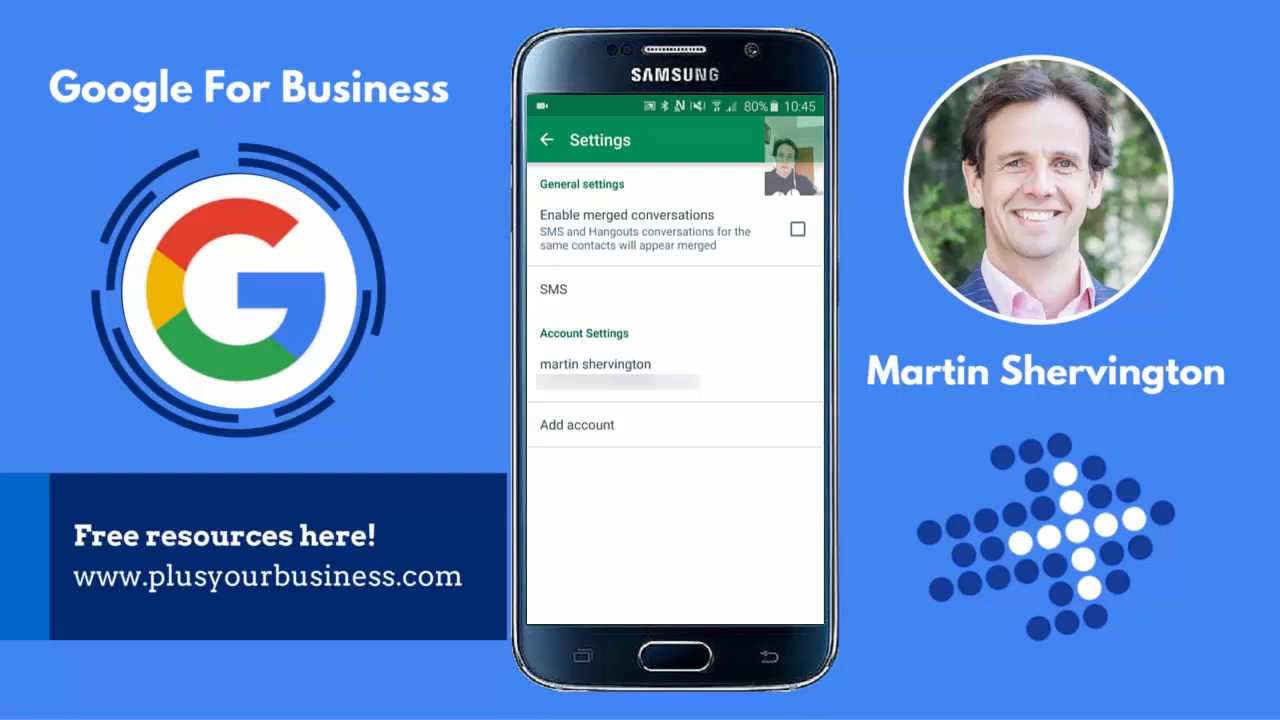 Google For Business
Free resources here!
www.plusyourbusiness.com
SAMSUNG
80% 10:45
Settings
General settings
Enable merged conversations
SMS and Hangouts conversations for the
same contacts will appear merged
SMS
Account Settings
martin shervington
Add account
Martin Shervington